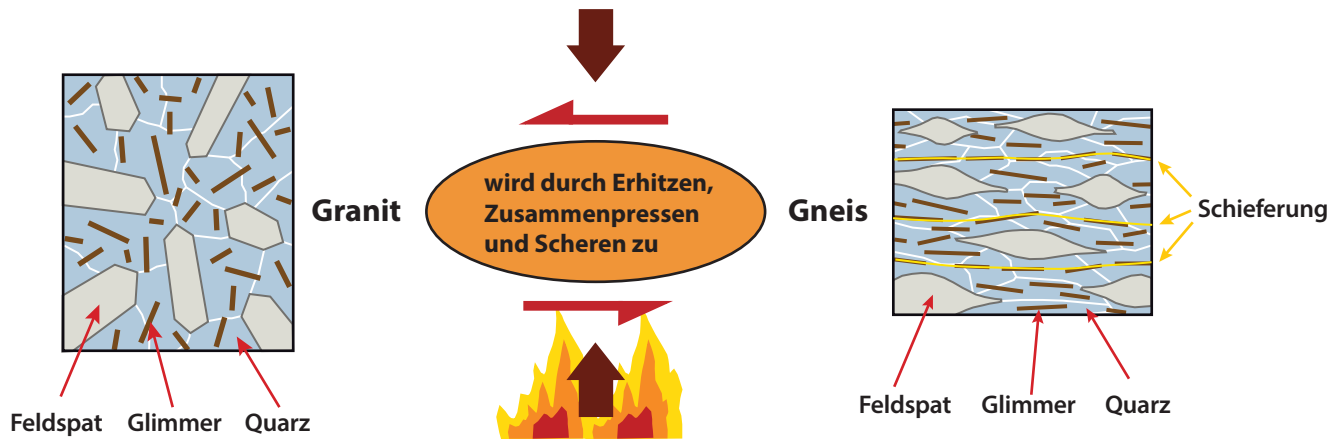 Granit
wird durch Erhitzen,
Zusammenpressen
und Scheren zu
Gneis
Schieferung
Feldspat
Glimmer
Quarz
Feldspat
Glimmer
Quarz